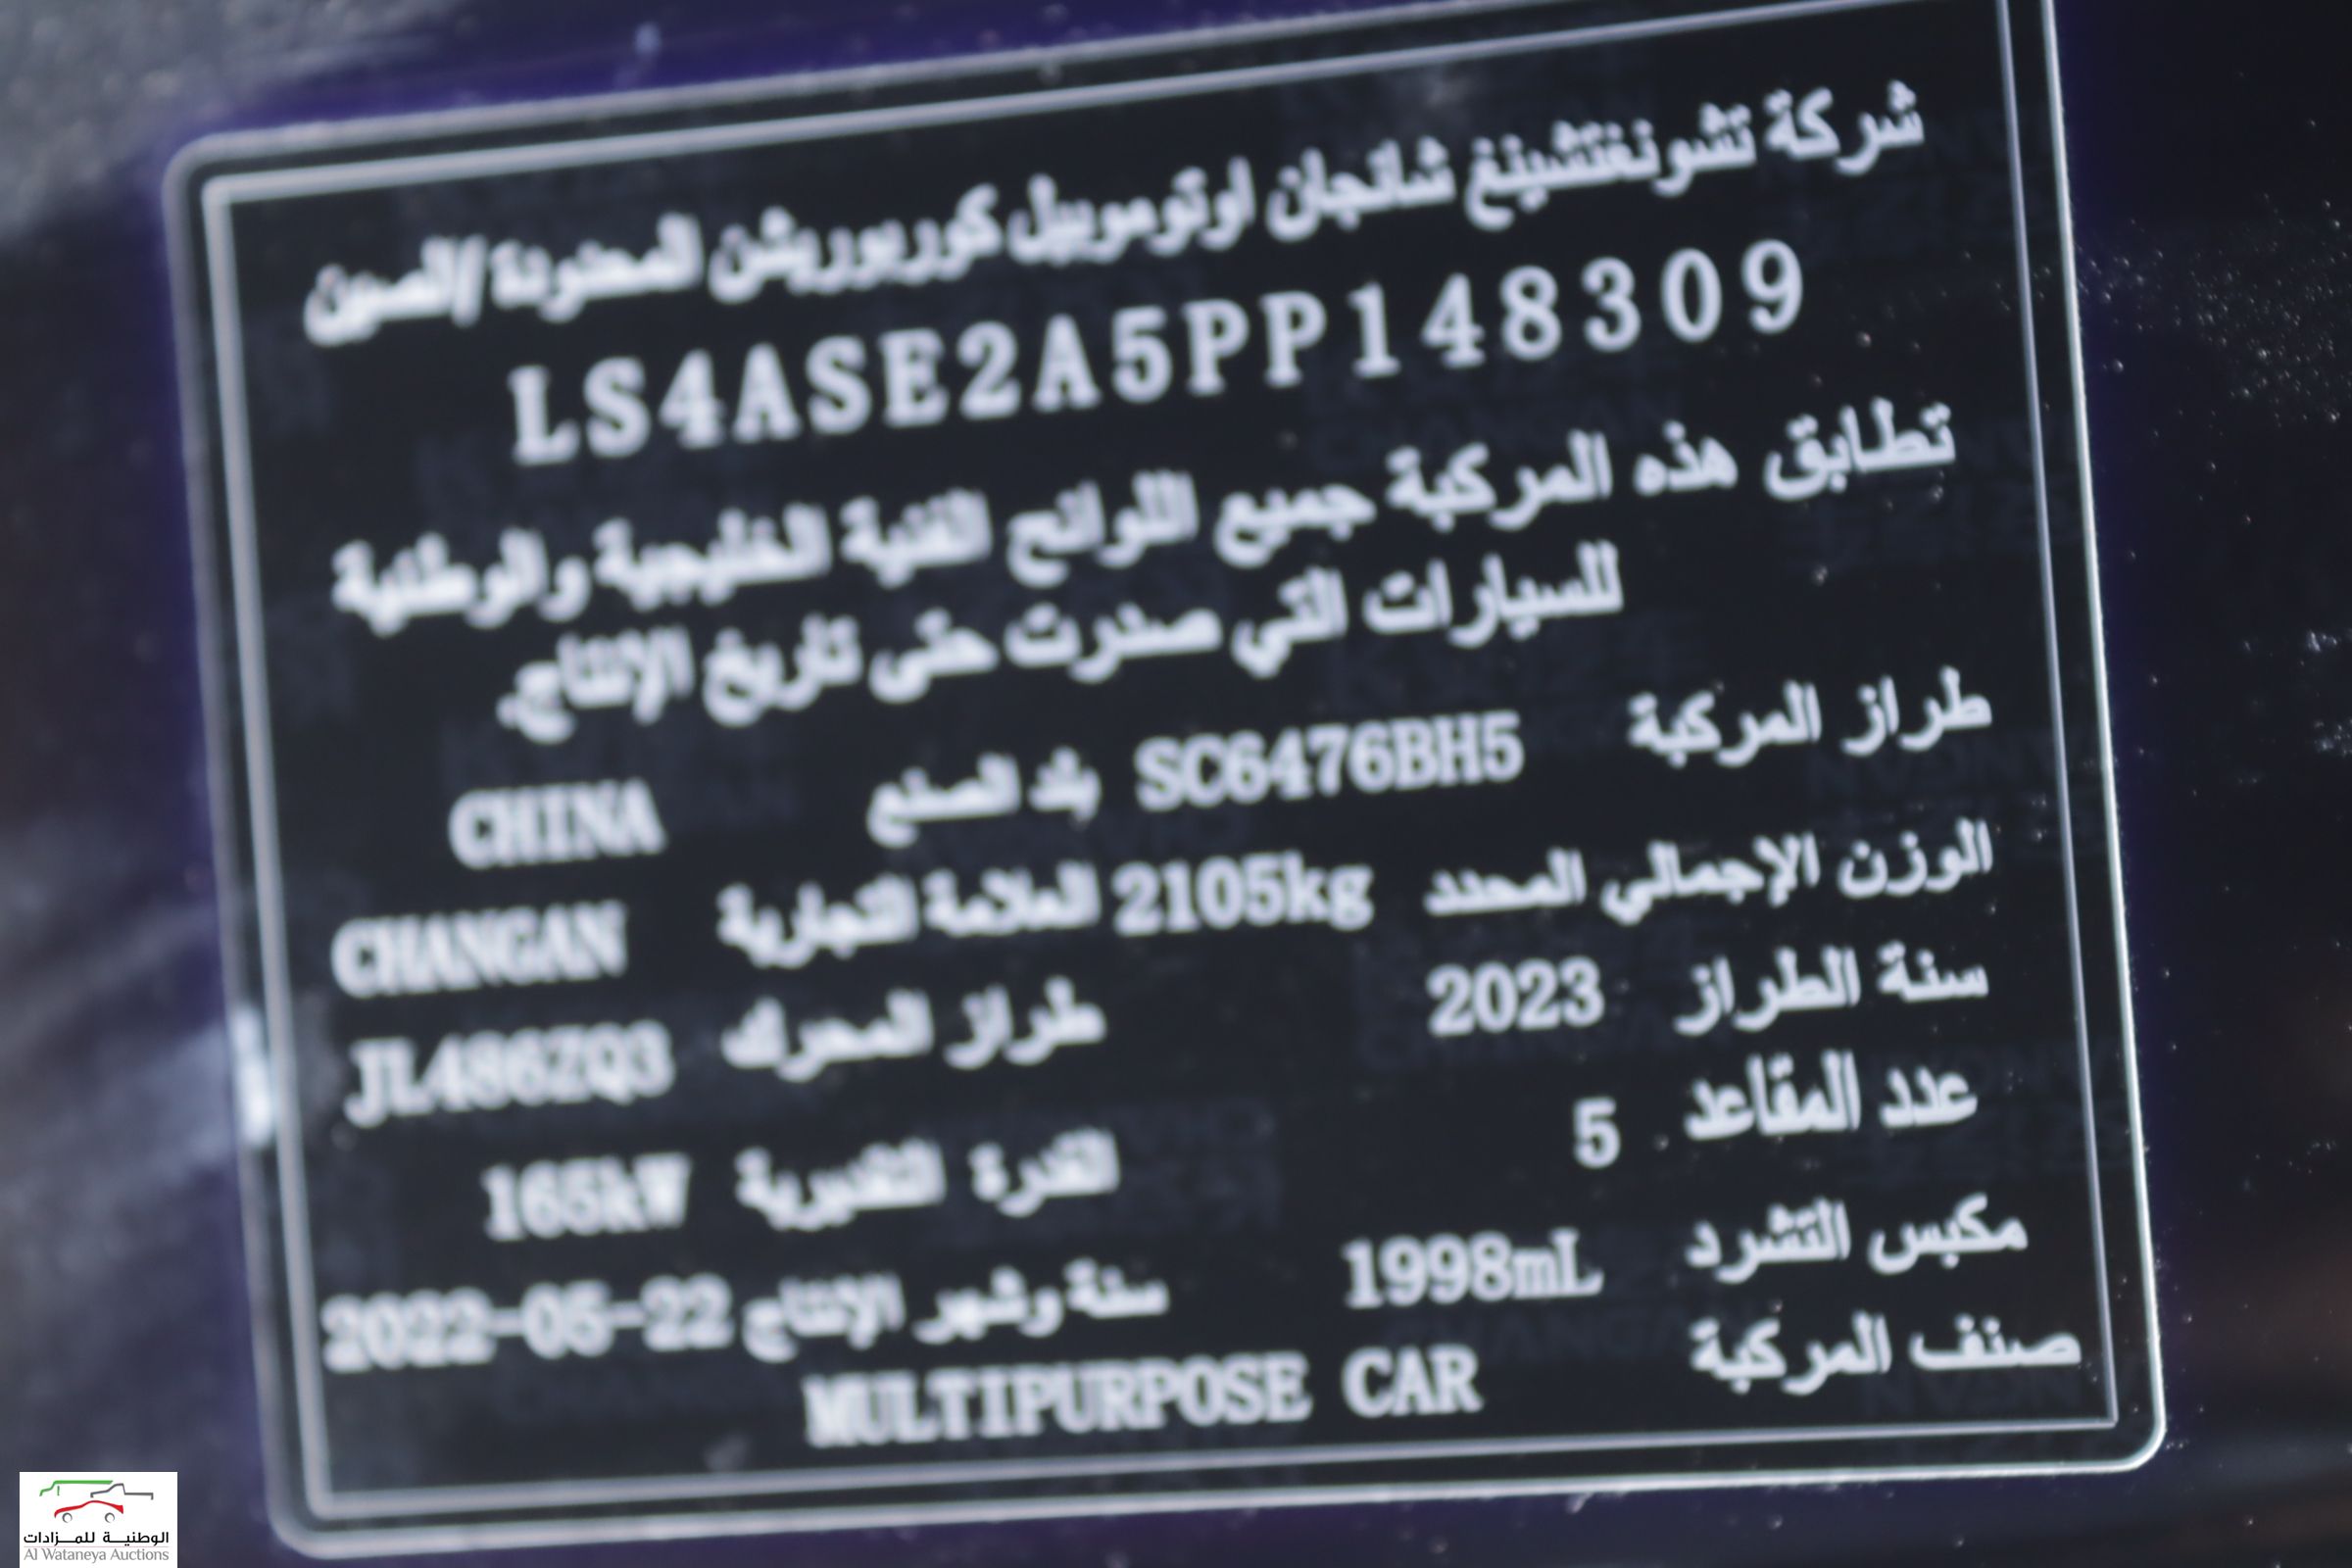 شركة تشونغتشينغ شانجان اوتوموبيل كوربوريشن المحدودة/الصين
LS4ASE2A5PP148309
تطابق هذه المركبة جميع اللوائح الفنية الخليجية والوطنية
للسيارات التي صدرت حتى تاريخ الإنتاج.
طراز المركبة SC6476BH5 بلد الصنع CHINA
الوزن الإجمالي المحدد 2105kg العلامة التجارية CHANGAN
سنة الطراز 2023 طراز المحرك JL486ZQ3
عدد المقاعد 5 القدرة التقديرية 165kW
مكبس التشرد 1998mL سنة وشهر الإنتاج 2022-05-22
صنف المركبة MULTIPURPOSE CAR
الوطنية للمزادات
Al Wataneya Auctions